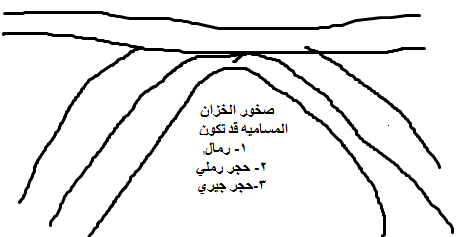 صخور الخزان
المساميه قد تكون
١- رمال
٢- حجر رملي
٣-حجر جيري